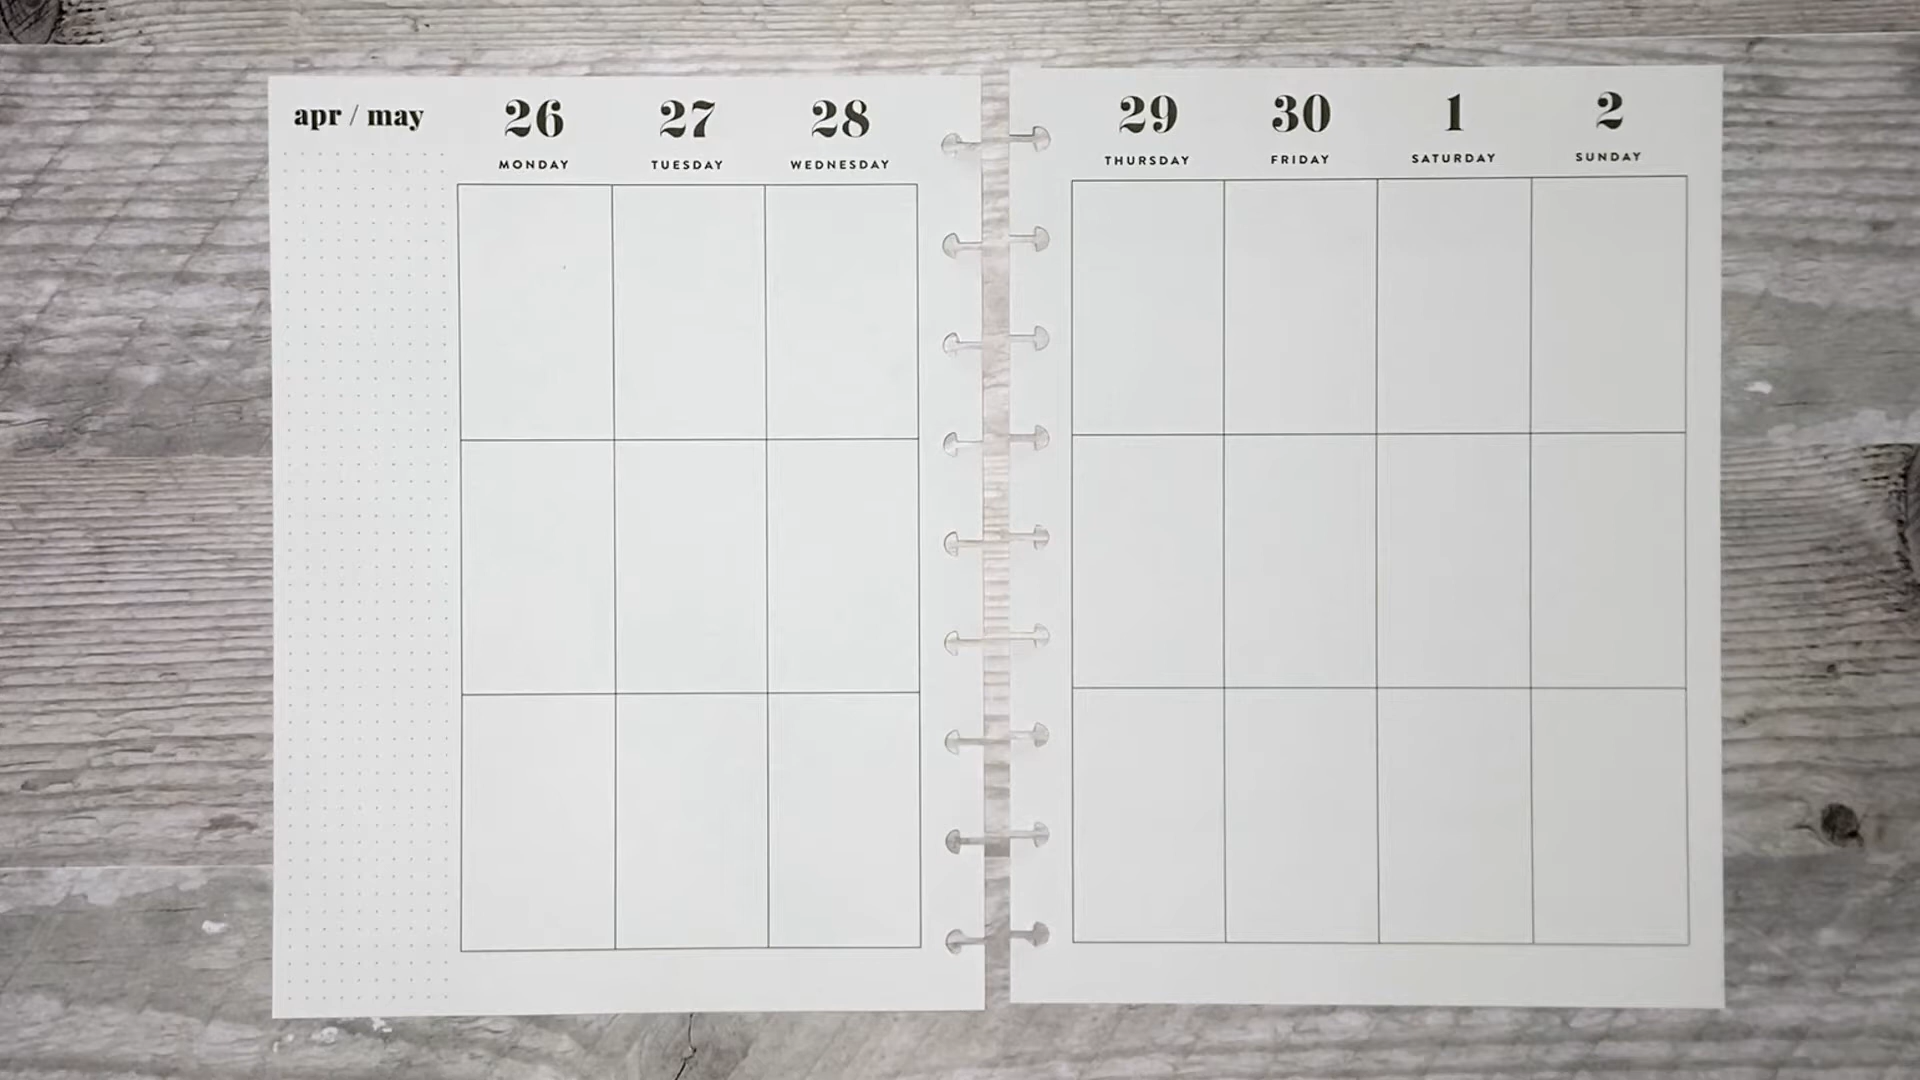 apr / may
26 27 28
MONDAY TUESDAY WEDNESDAY
29 30 1 2
THURSDAY FRIDAY SATURDAY SUNDAY